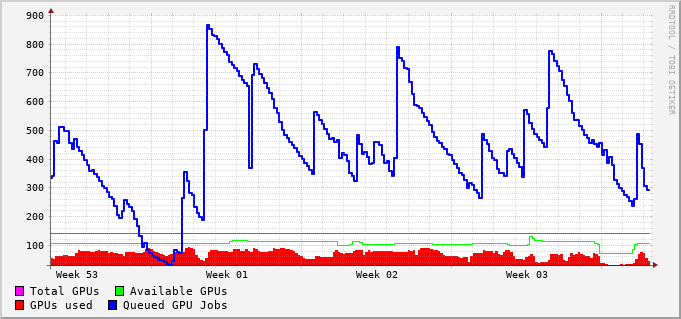 900
800
700
600
500
400
300
200
100
Week 53 Week 01 Week 02 Week 03
Total GPUs Available GPUs
GPUs used Queued GPU Jobs
RRDTOOL / TOBI OETIKER